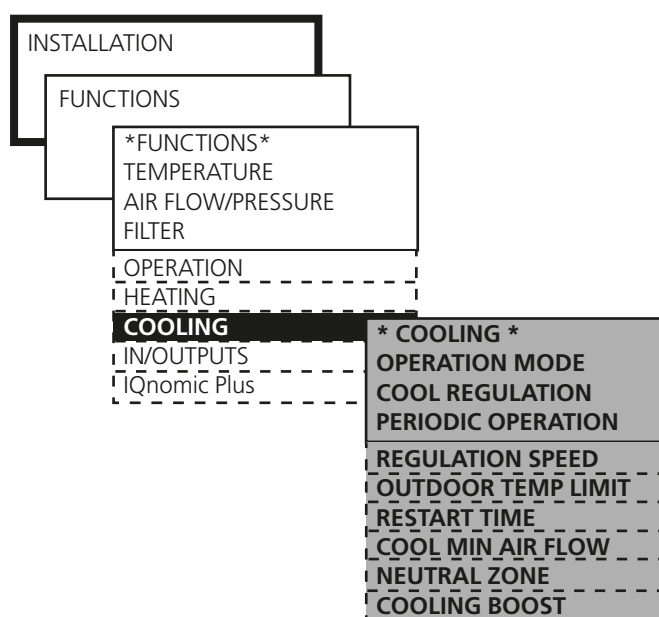 INSTALLATION
FUNCTIONS
*FUNCTIONS*
TEMPERATURE
AIR FLOW/PRESSURE
FILTER
OPERATION
HEATING
COOLING
IN/OUTPUTS
IQnomic Plus
* COOLING *
OPERATION MODE
COOL REGULATION
PERIODIC OPERATION
REGULATION SPEED
OUTDOOR TEMP LIMIT
RESTART TIME
COOL MIN AIR FLOW
NEUTRAL ZONE
COOLING BOOST